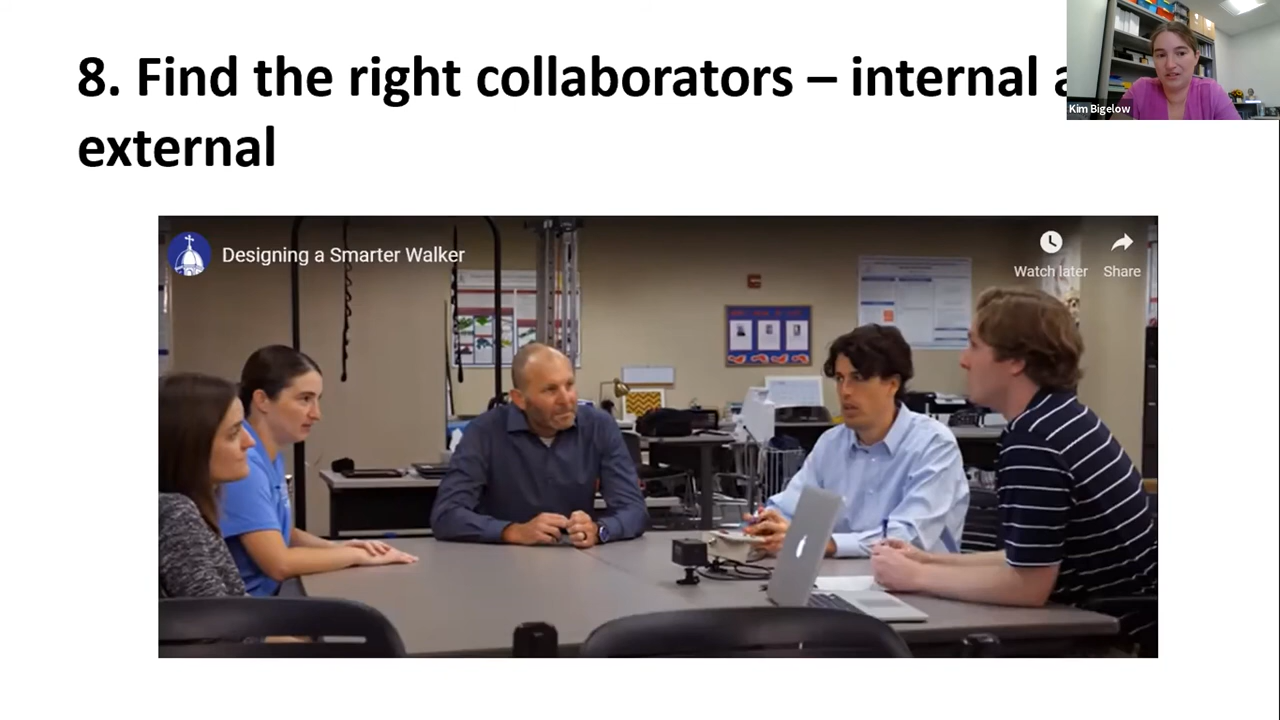 8. Find the right collaborators – internal a
external
Kim Bigelow
Designing a Smarter Walker
Watch later
Share